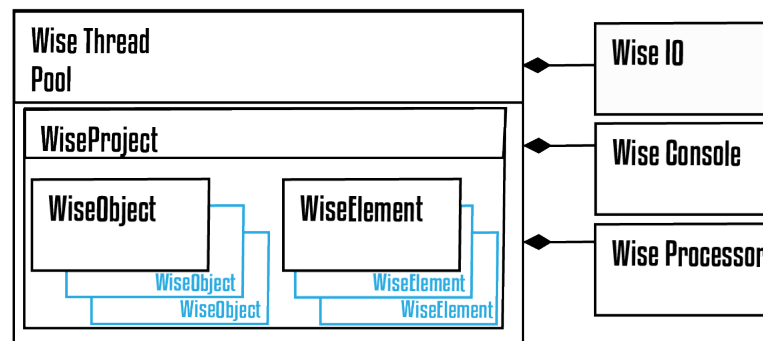 Wise Thread
Pool
Wise IO
WiseProject
Wise Console
WiseObject
WiseElement
Wise Processor
WiseObject
WiseElement
WiseObject
WiseElement